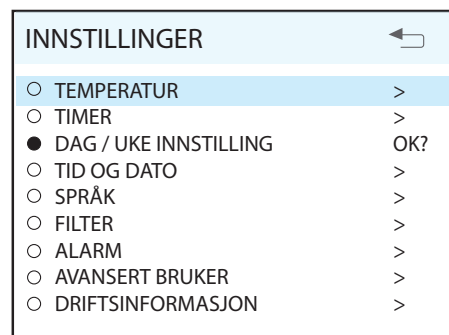 INNSTILLINGER
TEMPERATUR >
TIMER >
DAG / UKE INNSTILLING OK?
TID OG DATO >
SPRÅK >
FILTER >
ALARM >
AVANSERT BRUKER >
DRIFTSINFORMASJON >